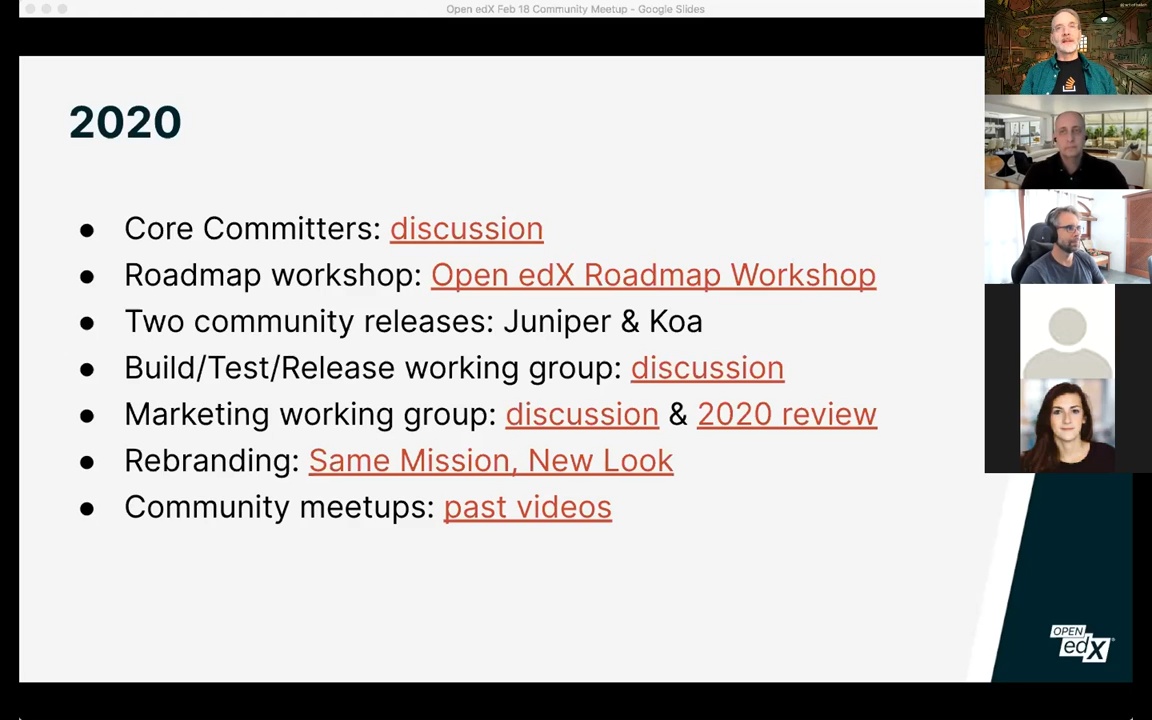 Open edX Feb 18 Community Meetup - Google Slides
2020
● Core Committers: discussion
● Roadmap workshop: Open edX Roadmap Workshop
● Two community releases: Juniper & Koa
● Build/Test/Release working group: discussion
● Marketing working group: discussion & 2020 review
● Rebranding: Same Mission, New Look
● Community meetups: past videos
OPEN
edX